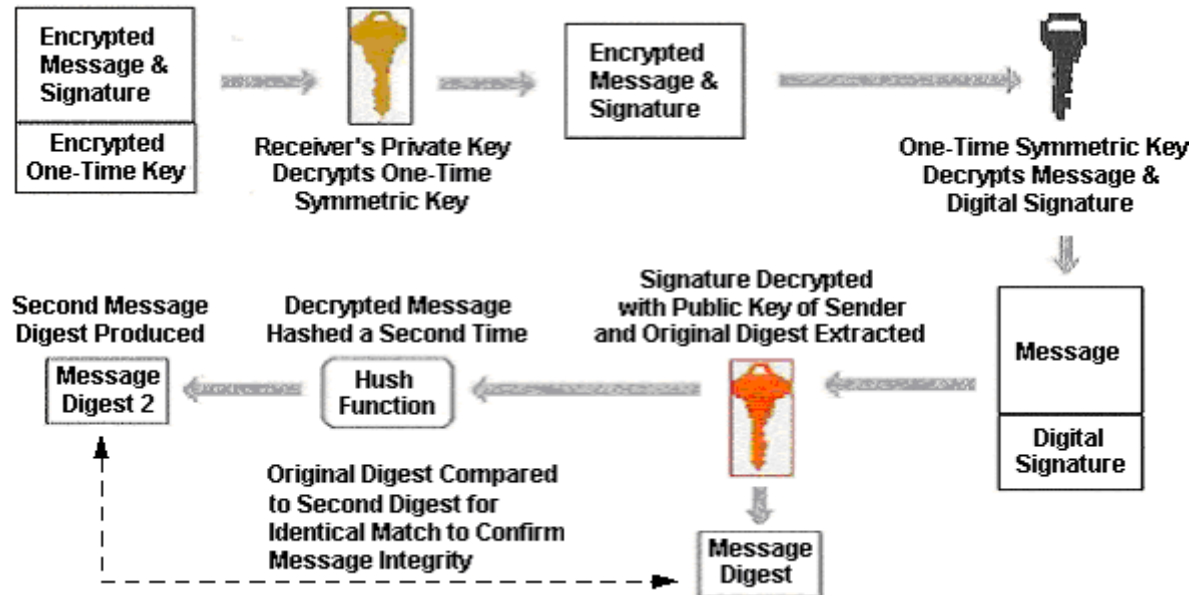 Encrypted
Message &
Signature
Encrypted
One-Time Key
Receiver's Private Key
Decrypts One-Time
Symmetric Key
Encrypted
Message &
Signature
One-Time Symmetric Key
Decrypts Message &
Digital Signature
Message
Digital
Signature
Signature Decrypted
with Public Key of Sender
and Original Digest Extracted
Message
Digest
Decrypted Message
Hashed a Second Time
Hush
Function
Second Message
Digest Produced
Message
Digest 2
Original Digest Compared
to Second Digest for
Identical Match to Confirm
Message Integrity